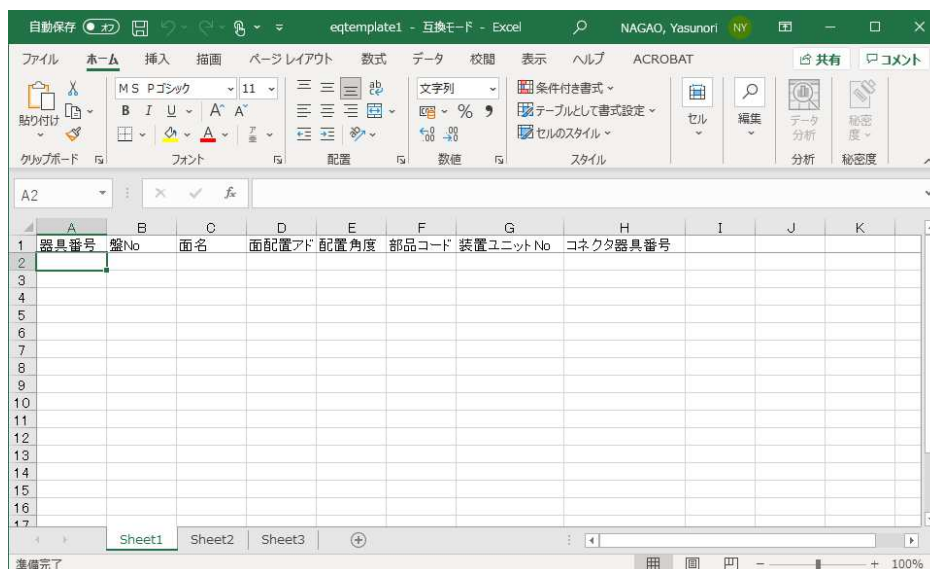 自動保存 オフ eqtemplate1 - 互換モード - Excel NAGAO, Yasunori NY
ファイル ホーム 挿入 描画 ページ レイアウト 数式 データ 校閲 表示 ヘルプ ACROBAT 共有 コメント
貼り付け MS Pゴシック 11 文字列 条件付き書式 セル 編集 データ分析 秘密度
B I U A A テーブルとして書式設定
A セルのスタイル
クリップボード フォント 配置 数値 スタイル 分析 秘密度
A2 fx
A B C D E F G H I J K
1 器具番号 盤No 面名 面配置アド 配置角度 部品コード 装置ユニットNo コネクタ器具番号
2
3
4
5
6
7
8
9
10
11
12
13
14
15
16
17
Sheet1 Sheet2 Sheet3
準備完了 100%